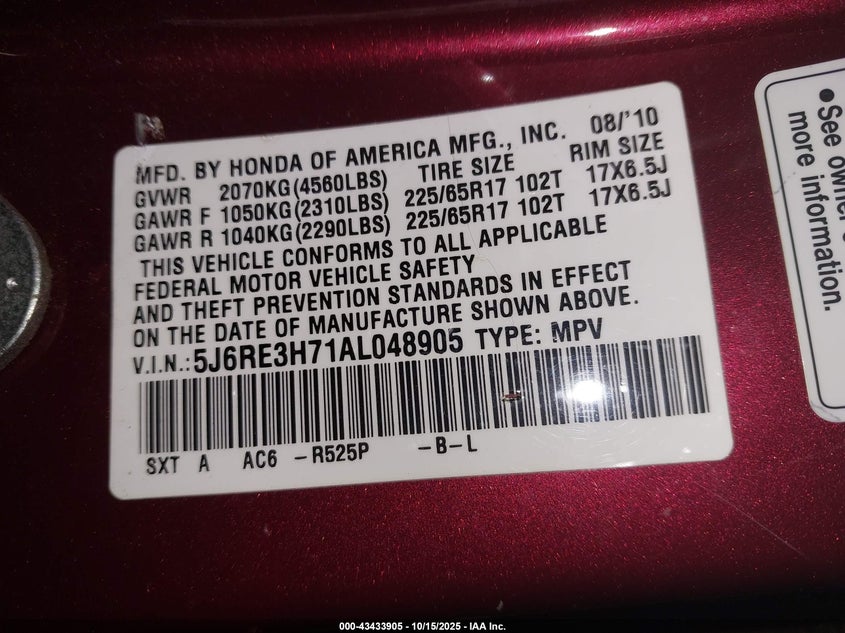 MFD. BY HONDA OF AMERICA MFG., INC. 08/'10
GVWR 2070KG(4560LBS) TIRE SIZE RIM SIZE
GAWR F 1050KG(2310LBS) 225/65R17 102T 17X6.5J
GAWR R 1040KG(2290LBS) 225/65R17 102T 17X6.5J
THIS VEHICLE CONFORMS TO ALL APPLICABLE
FEDERAL MOTOR VEHICLE SAFETY
AND THEFT PREVENTION STANDARDS IN EFFECT
ON THE DATE OF MANUFACTURE SHOWN ABOVE.
V.I.N.: 5J6RE3H71AL048905 TYPE: MPV
SXT A AC6 -R525P -B-L
•See owner
more information.
000-43433905 - 10/15/2025 - IAA Inc.